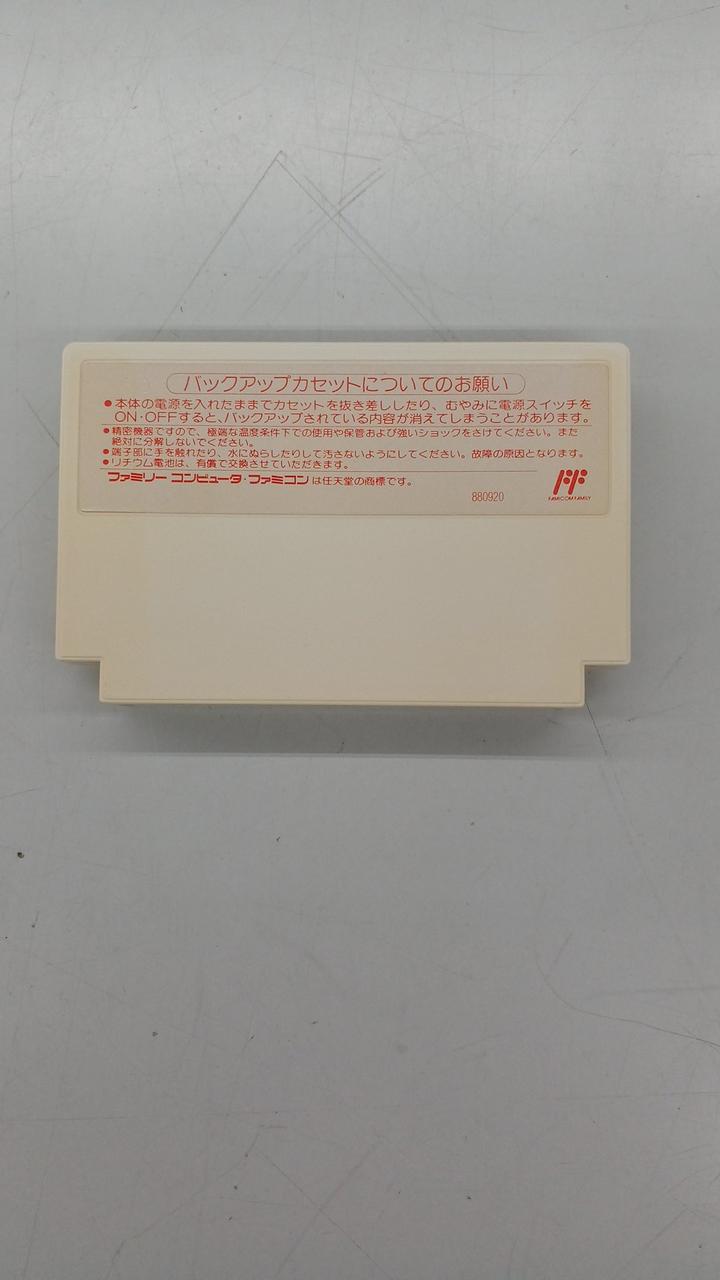 バックアップカセットについてのお願い
●本体の電源を入れたままでカセットを抜き差ししたり、むやみに電源スイッチを
ON・OFFすると、バックアップされている内容が消えてしまうことがあります。
●精密機器ですので、極端な温度条件下での使用や保管および強いショックをさけてください。また
絶対に分解しないでください。
●端子部に手を触れたり、水にぬらしたりして汚さないようにしてください。故障の原因となります。
●リチウム電池は、有償で交換させていただきます。
ファミリー コンピュータ・ファミコンは任天堂の商標です。
880920
FAMICOM FAMILY